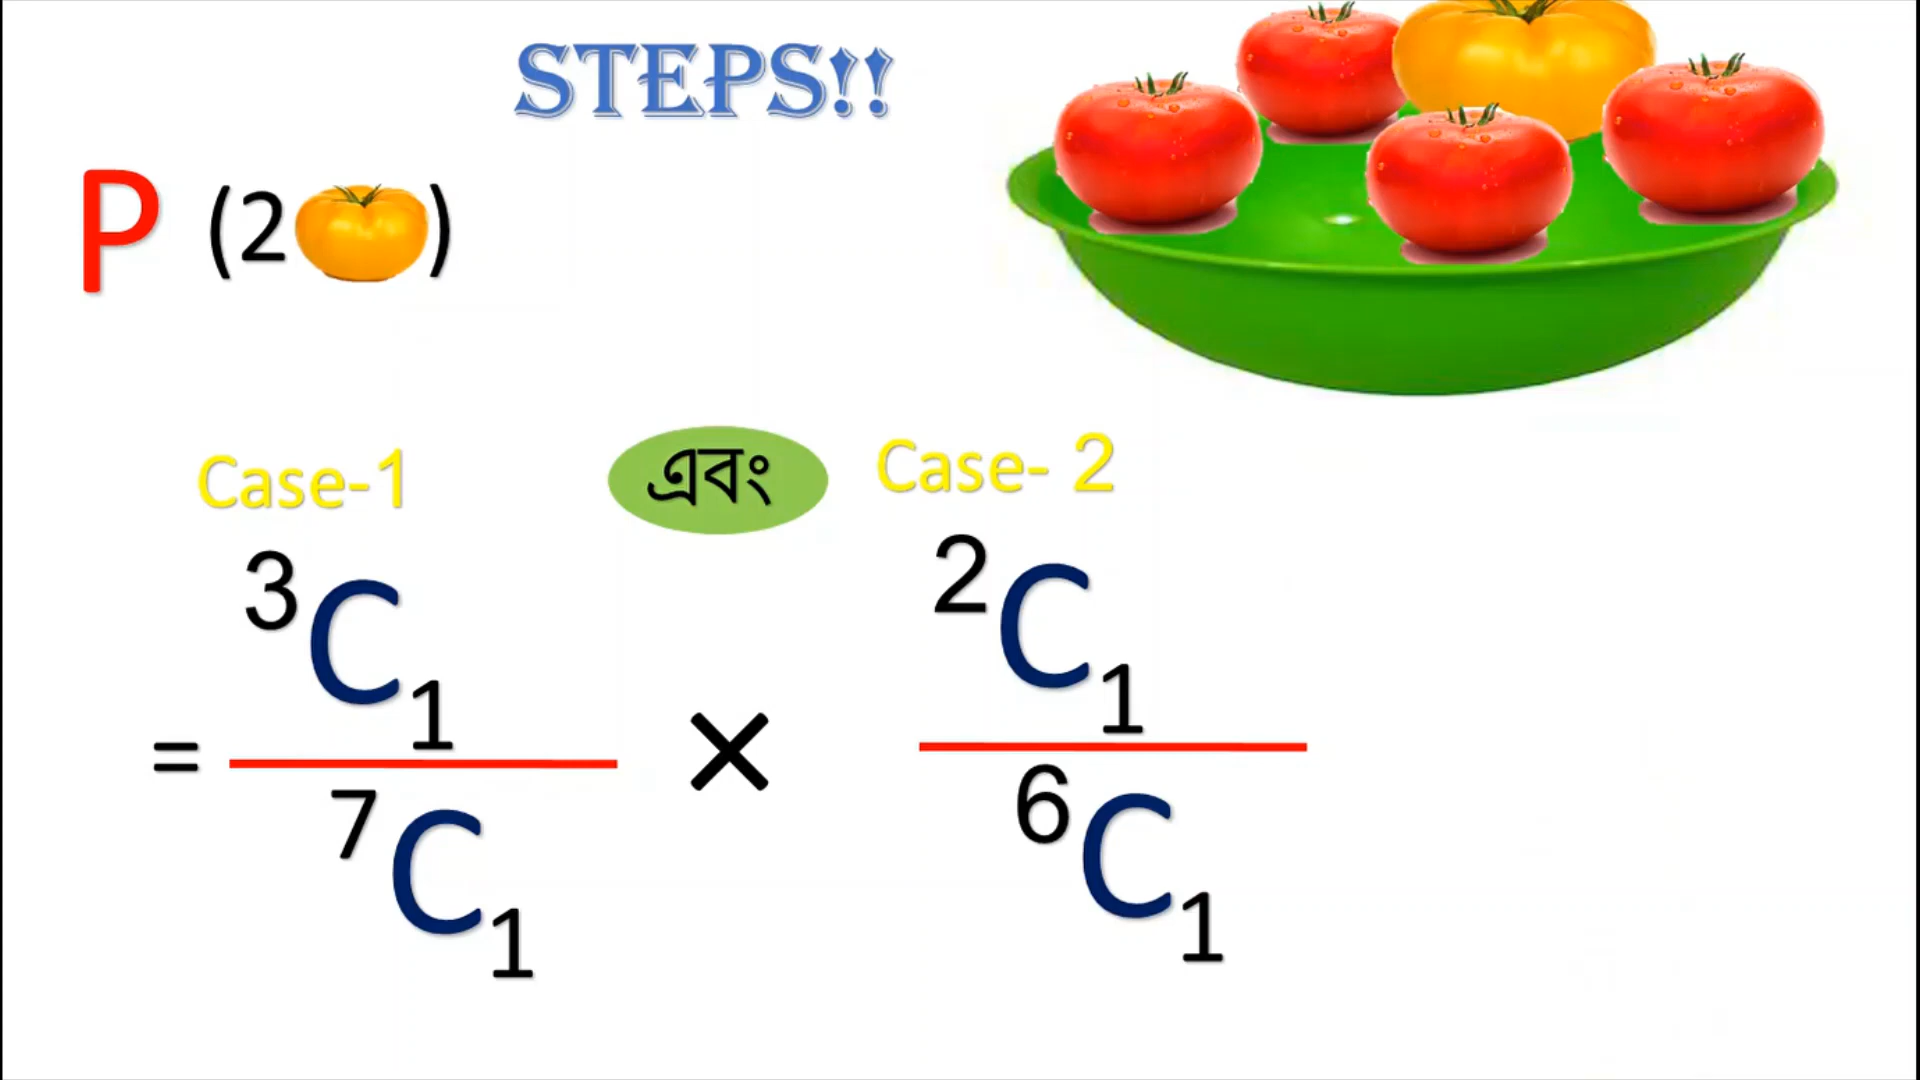 STEPS!!
P (2 )
Case-1 এবং Case- 2
= ³C₁ / ⁷C₁ × ²C₁ / ⁶C₁